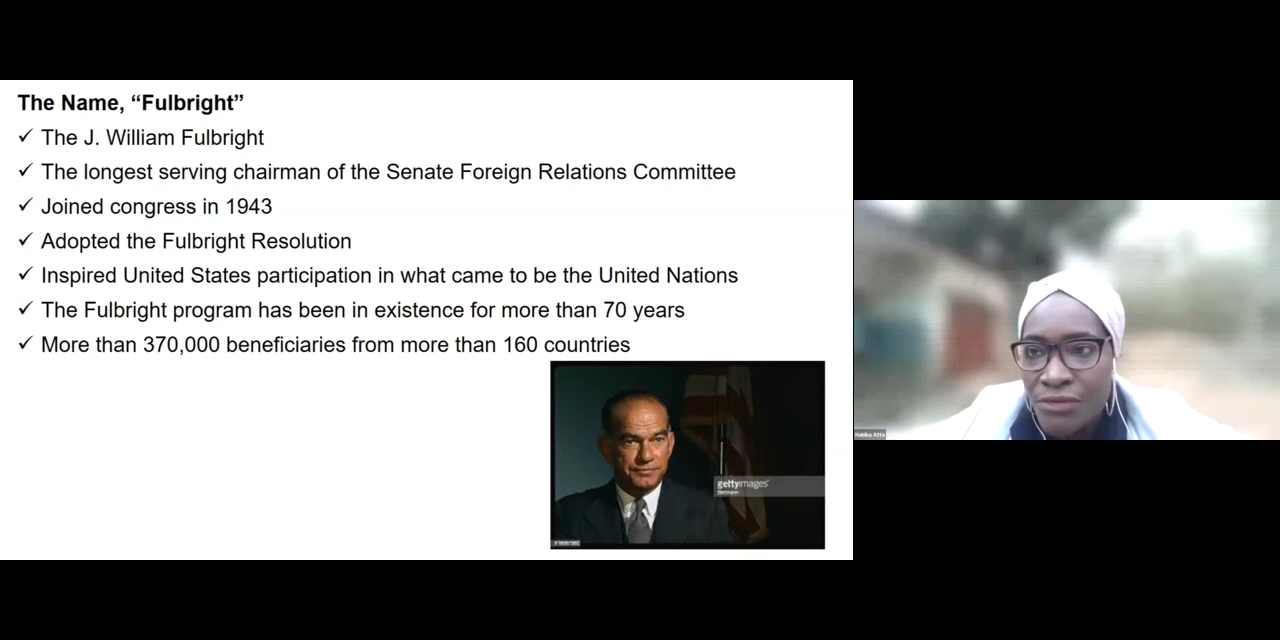 The Name, “Fulbright”
✓ The J. William Fulbright
✓ The longest serving chairman of the Senate Foreign Relations Committee
✓ Joined congress in 1943
✓ Adopted the Fulbright Resolution
✓ Inspired United States participation in what came to be the United Nations
✓ The Fulbright program has been in existence for more than 70 years
✓ More than 370,000 beneficiaries from more than 160 countries
gettyimages
Bettmann
Habiba Atta